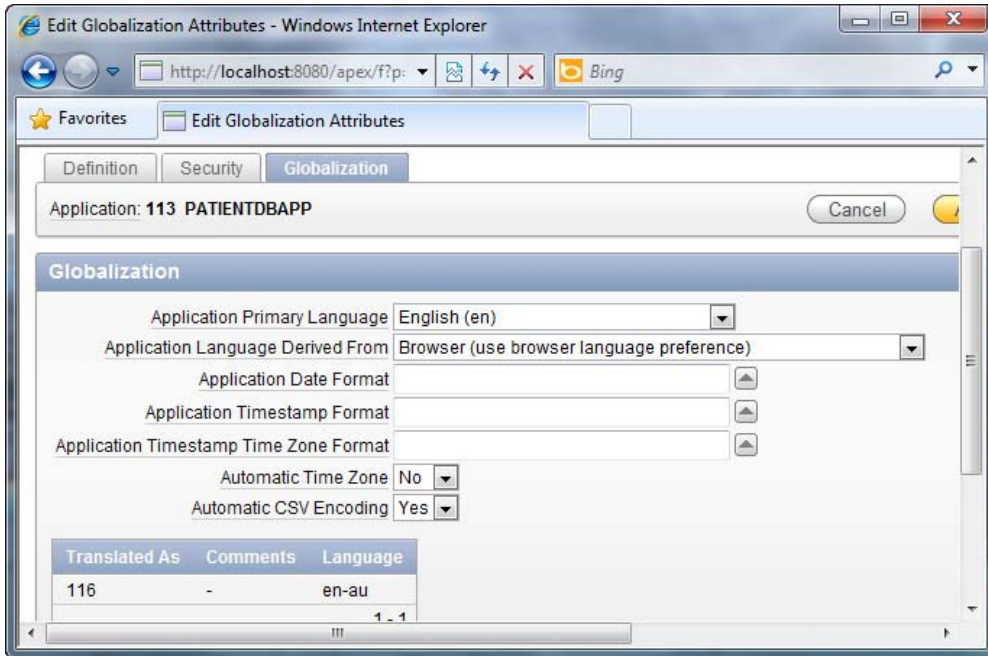 Edit Globalization Attributes - Windows Internet Explorer
http://localhost:8080/apex/f?p: Bing
Favorites Edit Globalization Attributes
Definition Security Globalization
Application: 113 PATIENTDBAPP Cancel
Globalization
Application Primary Language English (en)
Application Language Derived From Browser (use browser language preference)
Application Date Format
Application Timestamp Format
Application Timestamp Time Zone Format
Automatic Time Zone No
Automatic CSV Encoding Yes
Translated As Comments Language
116 - en-au
1 - 1